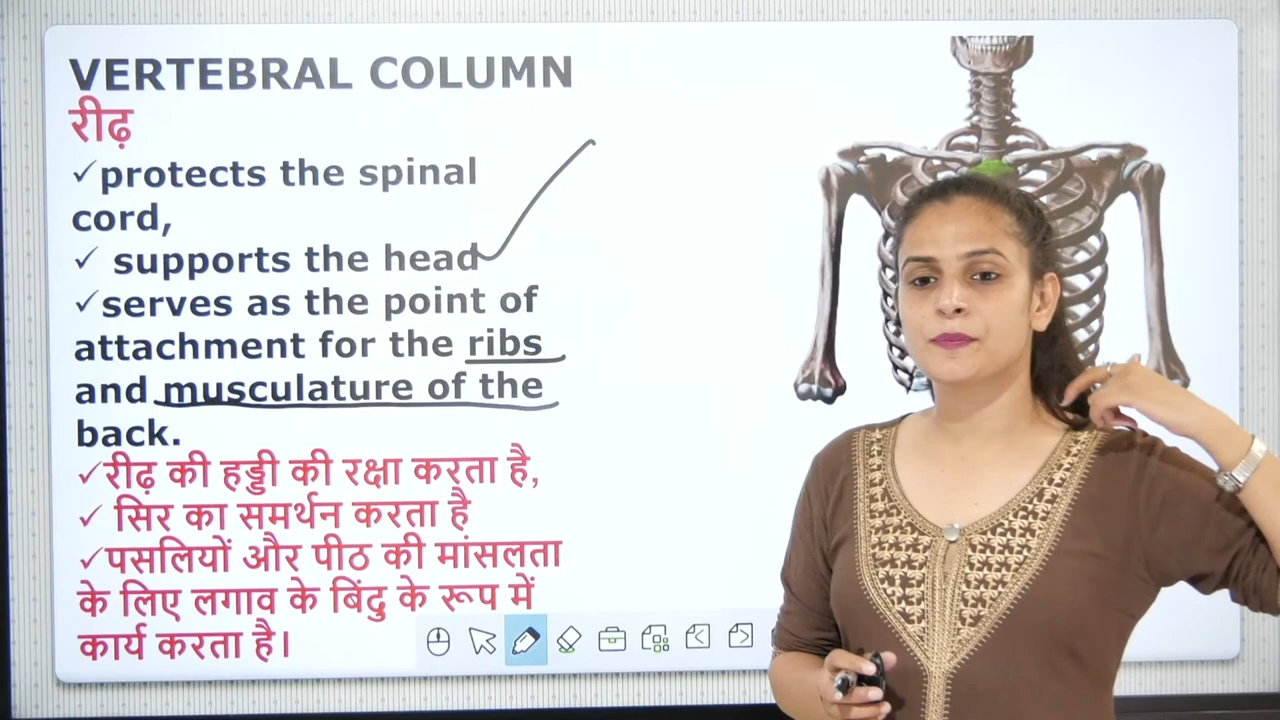 VERTEBRAL COLUMN
रीढ़
✓protects the spinal
cord,
✓ supports the head
✓serves as the point of
attachment for the ribs
and musculature of the
back.
✓रीढ़ की हड्डी की रक्षा करता है,
✓ सिर का समर्थन करता है
✓पसलियों और पीठ की मांसलता
के लिए लगाव के बिंदु के रूप में
कार्य करता है।